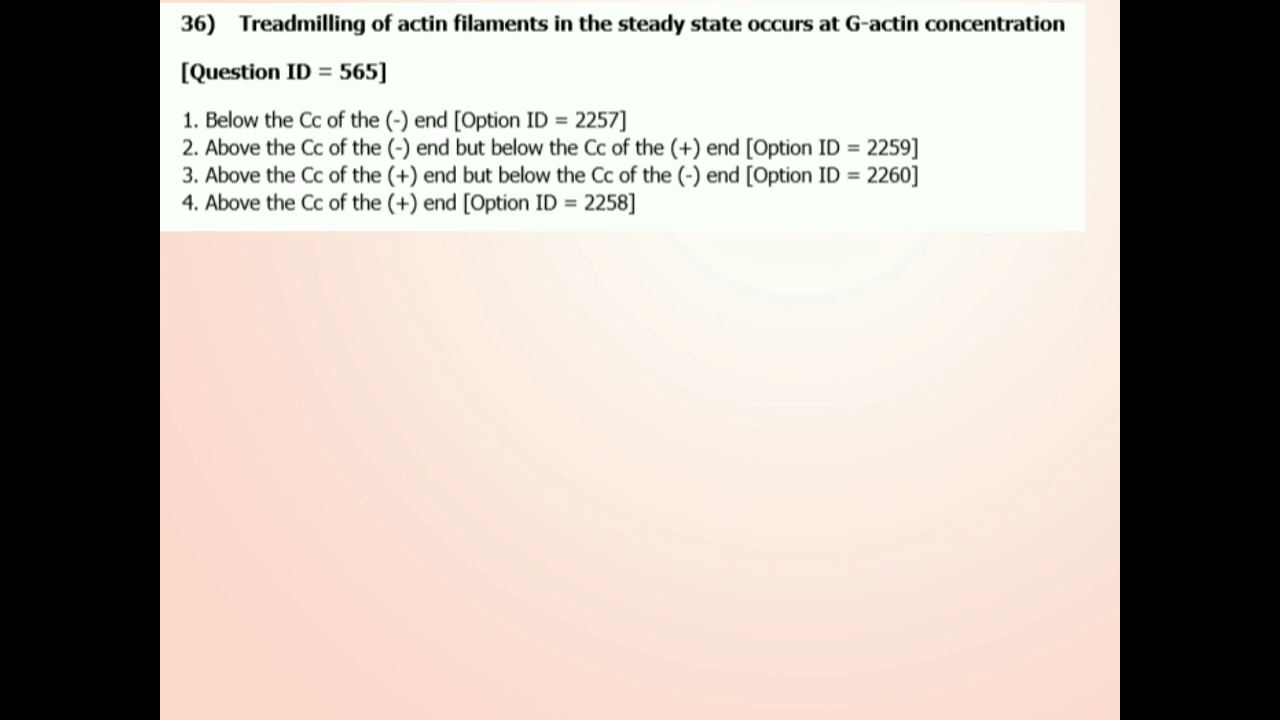 36) Treadmilling of actin filaments in the steady state occurs at G-actin concentration
[Question ID = 565]
1. Below the Cc of the (-) end [Option ID = 2257]
2. Above the Cc of the (-) end but below the Cc of the (+) end [Option ID = 2259]
3. Above the Cc of the (+) end but below the Cc of the (-) end [Option ID = 2260]
4. Above the Cc of the (+) end [Option ID = 2258]